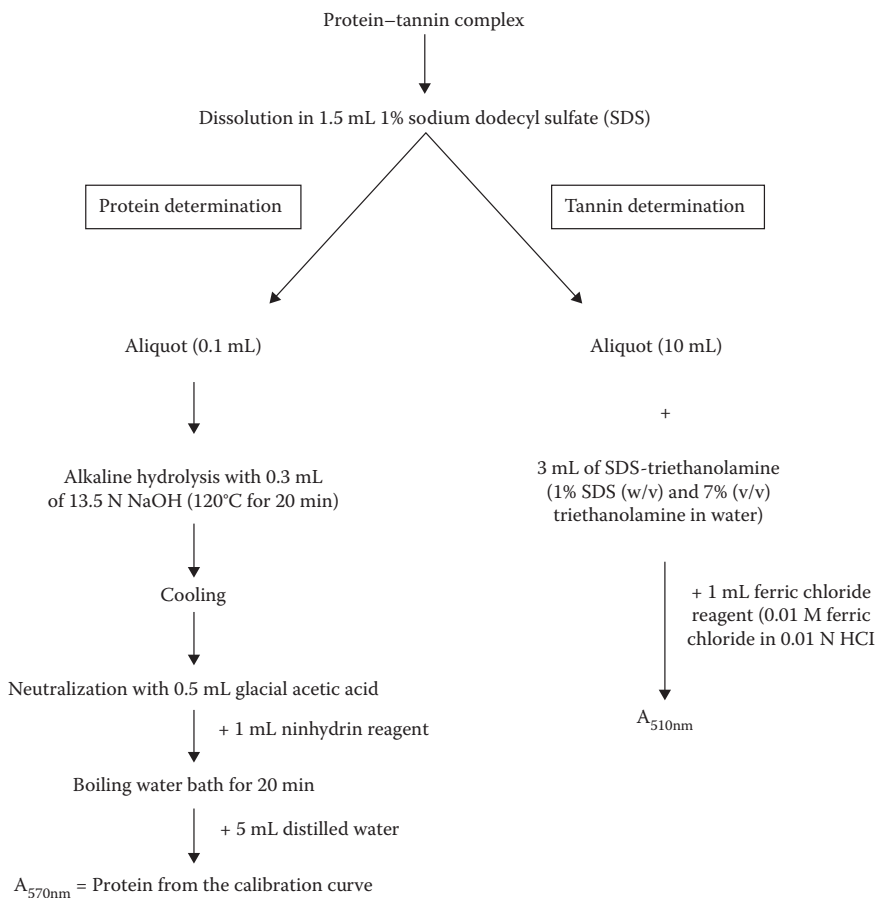 Protein–tannin complex
Dissolution in 1.5 mL 1% sodium dodecyl sulfate (SDS)
Protein determination
Aliquot (0.1 mL)
Alkaline hydrolysis with 0.3 mL
of 13.5 N NaOH (120°C for 20 min)
Cooling
Neutralization with 0.5 mL glacial acetic acid
+ 1 mL ninhydrin reagent
Boiling water bath for 20 min
+ 5 mL distilled water
A570nm = Protein from the calibration curve
Tannin determination
Aliquot (10 mL)
+
3 mL of SDS-triethanolamine
(1% SDS (w/v) and 7% (v/v)
triethanolamine in water)
+ 1 mL ferric chloride
reagent (0.01 M ferric
chloride in 0.01 N HCI
A510nm